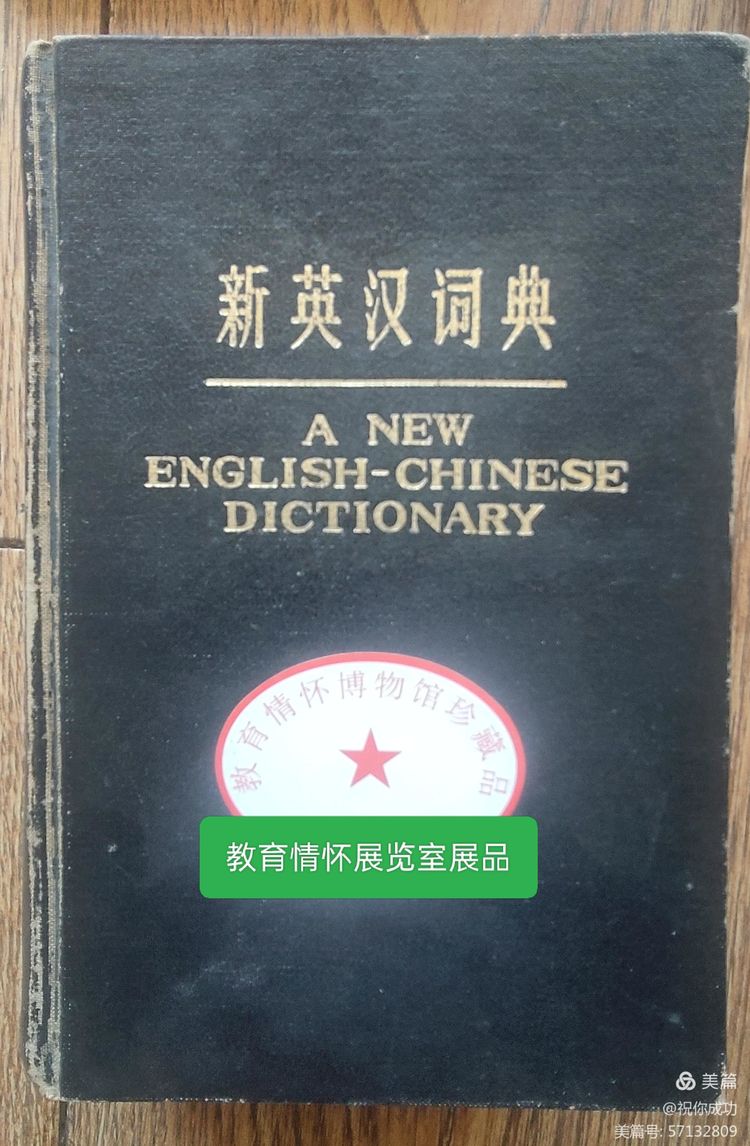 新英汉词典
A NEW
ENGLISH-CHINESE
DICTIONARY
教育情怀博物馆珍藏品
教育情怀展览室展品
美篇
@祝你成功
美篇号: 57132809